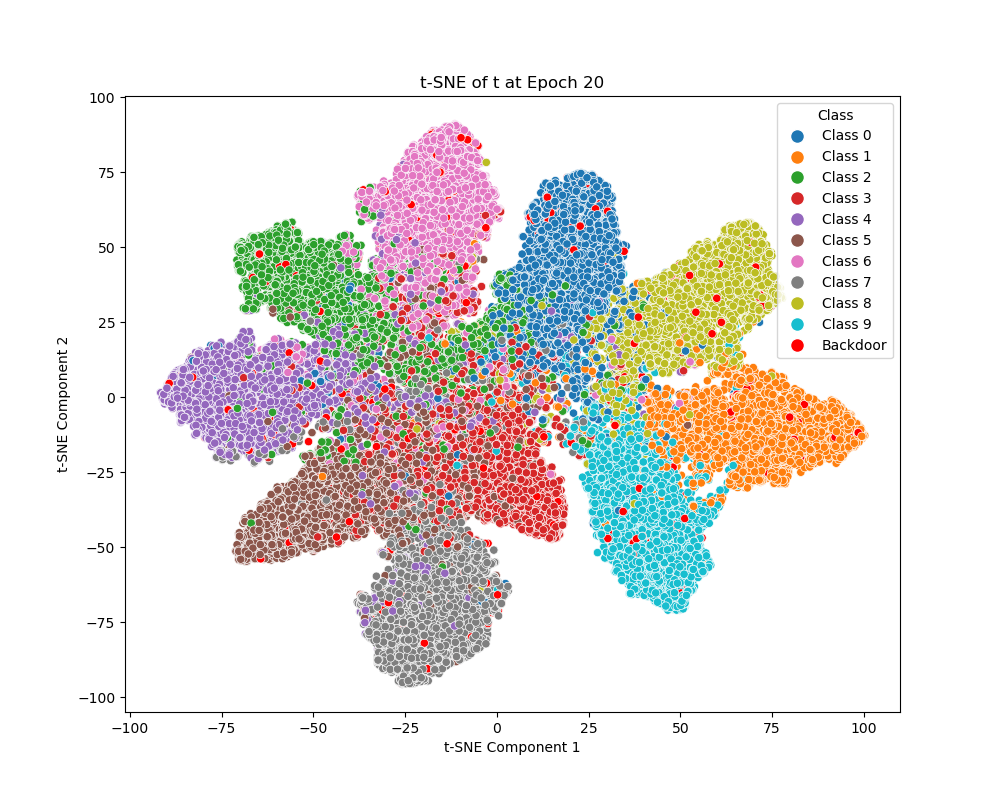 t-SNE of t at Epoch 20
Class
Class 0
Class 1
Class 2
Class 3
Class 4
Class 5
Class 6
Class 7
Class 8
Class 9
Backdoor
100
75
50
25
0
−25
−50
−75
−100
t-SNE Component 2
−100
−75
−50
−25
0
25
50
75
100
t-SNE Component 1